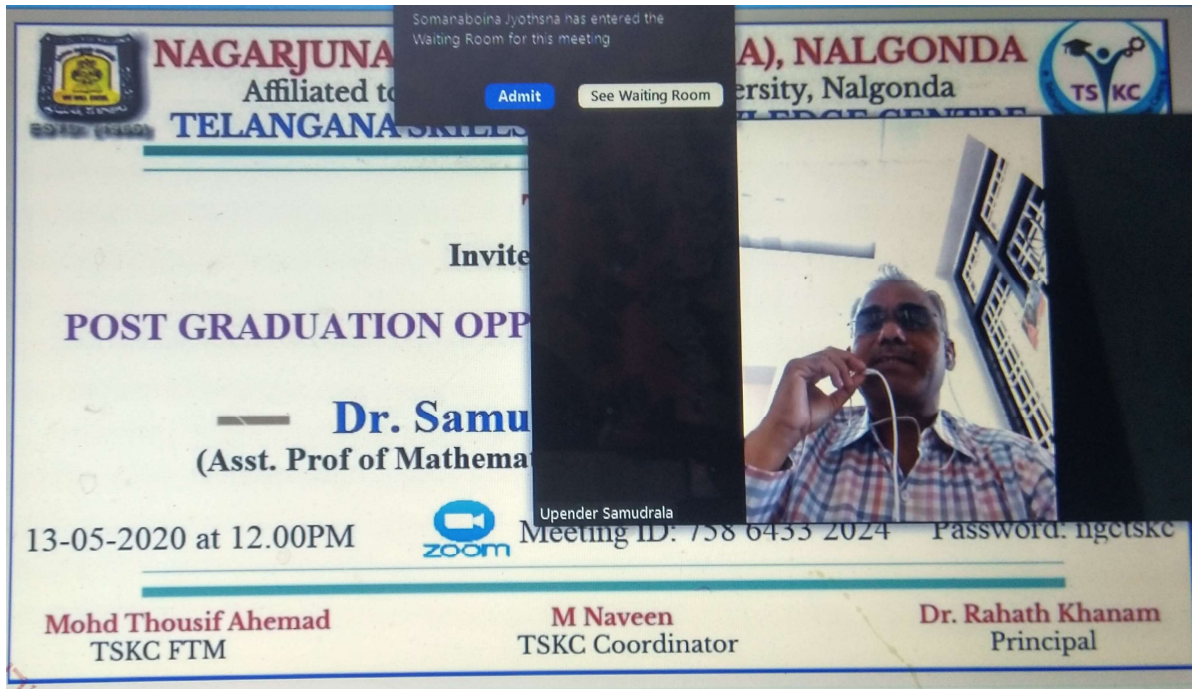 Somanaboina Jyothsna has entered the
Waiting Room for this meeting
Admit
See Waiting Room
NAGARJUNA
A), NALGONDA
Affiliated to
ersity, Nalgonda
TELANGANA SKILLS
LEDGE CENTRE
TS KC
Invite
POST GRADUATION OPP
Dr. Samu
(Asst. Prof of Mathema
Upender Samudrala
13-05-2020 at 12.00PM
zoom
Meeting ID: 758 6433 2024
Password: ngctskc
Mohd Thousif Ahemad
M Naveen
Dr. Rahath Khanam
TSKC FTM
TSKC Coordinator
Principal